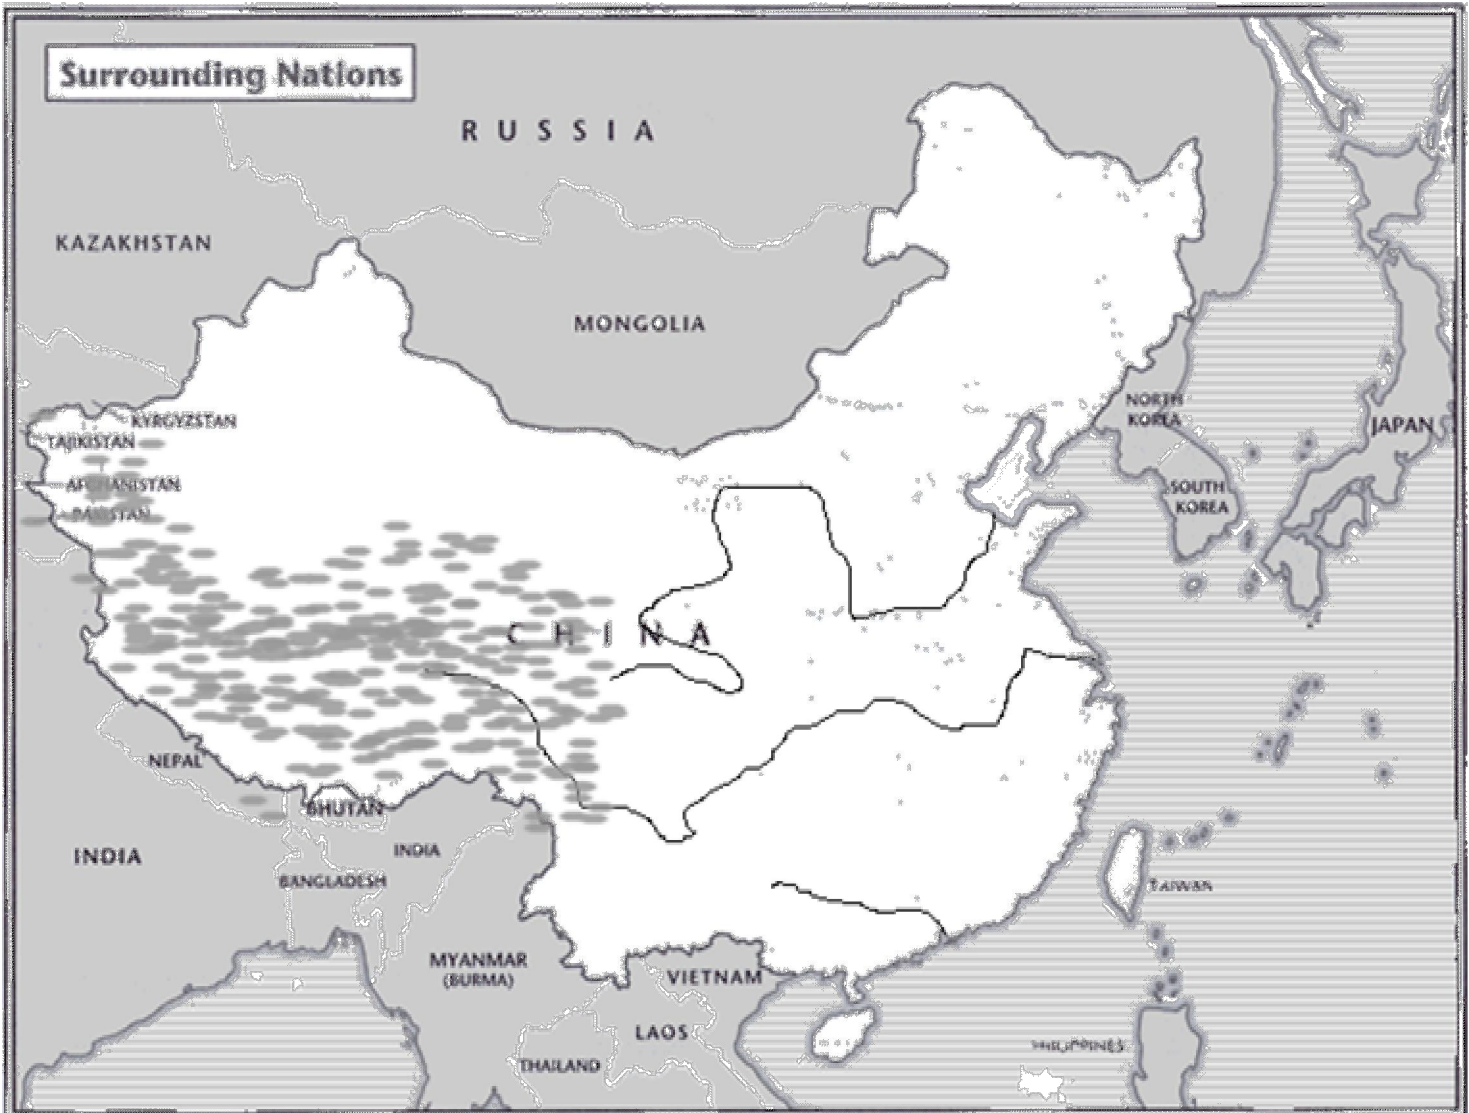 Surrounding Nations
RUSSIA
KAZAKHSTAN
MONGOLIA
KYRGYZSTAN
TAJIKISTAN
AFGHANISTAN
PAKISTAN
NORTH
KOREA
JAPAN
SOUTH
KOREA
CHINA
NEPAL
BHUTAN
INDIA
INDIA
BANGLADESH
TAIWAN
MYANMAR
(BURMA)
VIETNAM
LAOS
THAILAND
PHILIPPINES